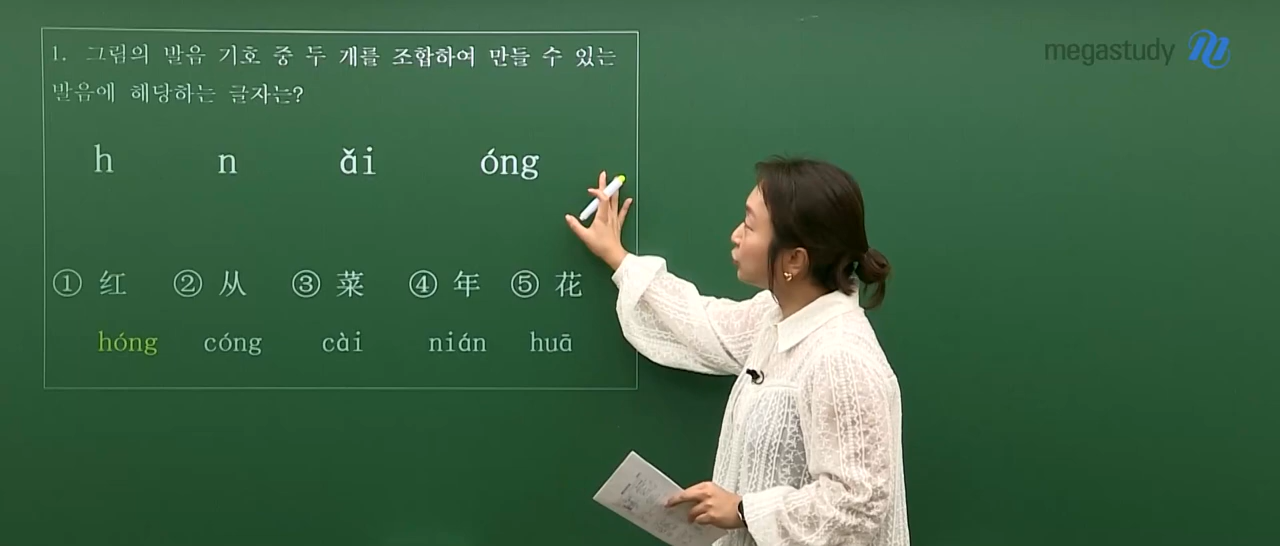 megastudy
1. 그림의 발음 기호 중 두 개를 조합하여 만들 수 있는
발음에 해당하는 글자는?
h n ǎi óng
① 红 ② 从 ③ 菜 ④ 年 ⑤ 花
hóng cóng cài nián huā